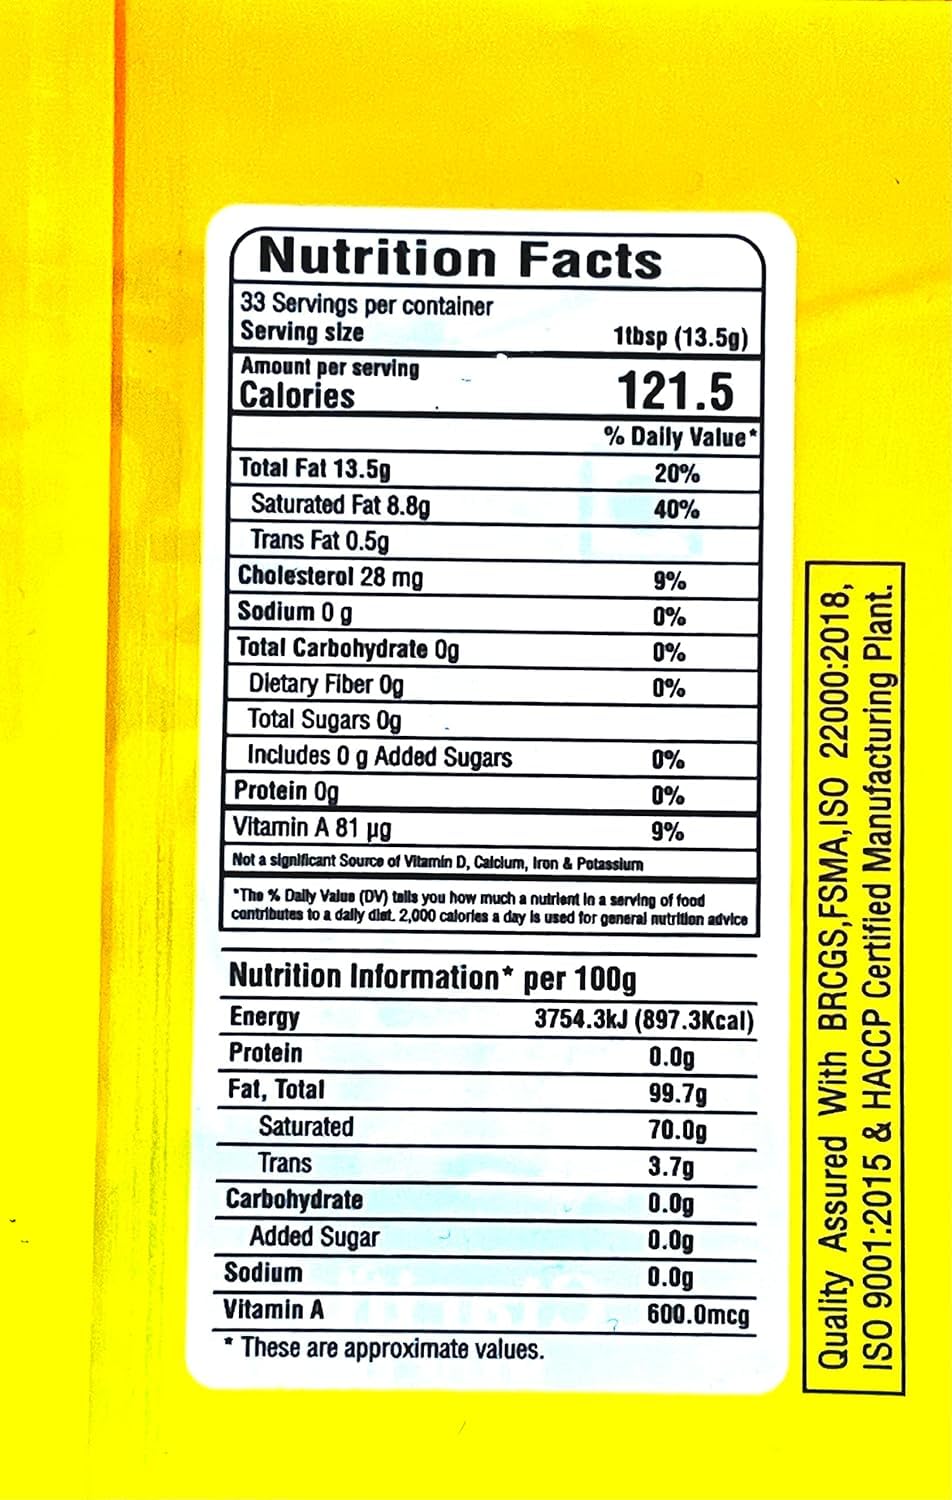 Nutrition Facts
33 Servings per container
Serving size 1tbsp (13.5g)
Amount per serving
Calories 121.5
% Daily Value*
Total Fat 13.5g 20%
Saturated Fat 8.8g 40%
Trans Fat 0.5g
Cholesterol 28 mg 9%
Sodium 0 g 0%
Total Carbohydrate 0g 0%
Dietary Fiber 0g 0%
Total Sugars 0g
Includes 0 g Added Sugars 0%
Protein 0g 0%
Vitamin A 81 µg 9%
Not a significant Source of Vitamin D, Calcium, Iron & Potassium
*The % Daily Value (DV) tells you how much a nutrient in a serving of food
contributes to a daily diet. 2,000 calories a day is used for general nutrition advice
Nutrition Information* per 100g
Energy 3754.3kJ (897.3Kcal)
Protein 0.0g
Fat, Total 99.7g
Saturated 70.0g
Trans 3.7g
Carbohydrate 0.0g
Added Sugar 0.0g
Sodium 0.0g
Vitamin A 600.0mcg
* These are approximate values.
Quality Assured With BRCGS,FSMA,ISO 22000:2018,
ISO 9001:2015 & HACCP Certified Manufacturing Plant.